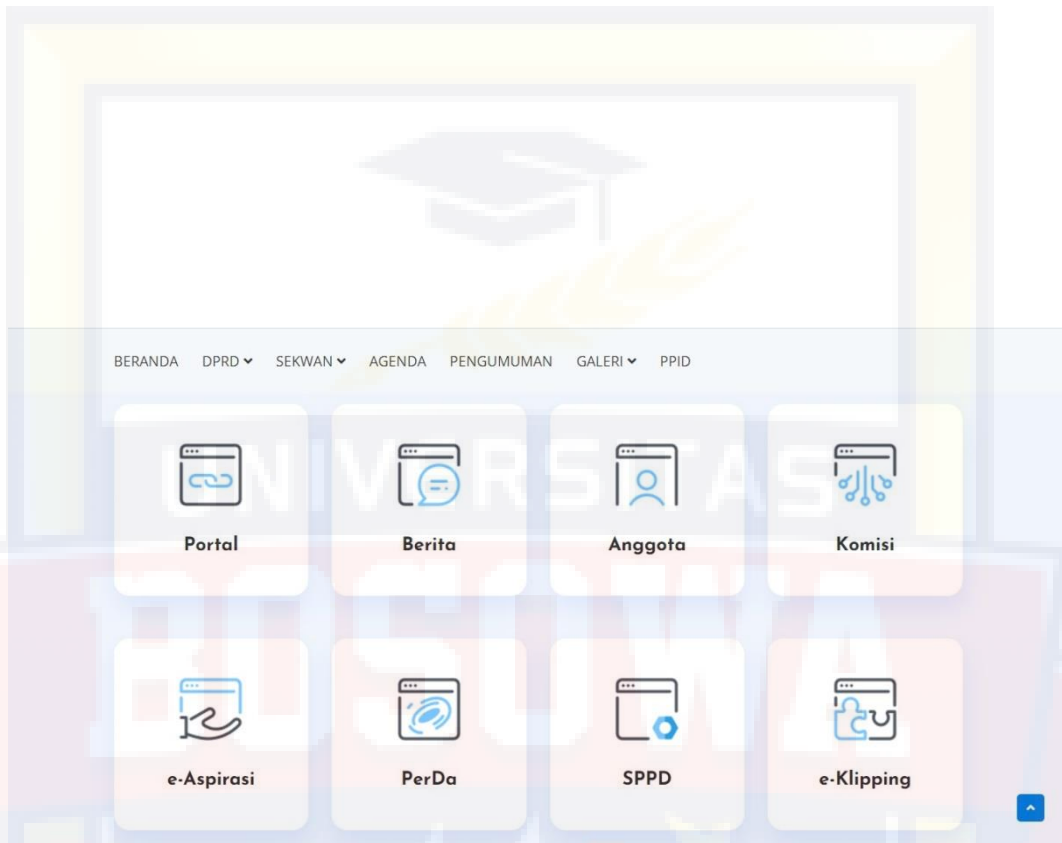 BERANDA DPRD SEKWAN AGENDA PENGUMUMAN GALERI PPID
UNIVERSITAS
Portal Berita Anggota Komisi
BOSOWA
e-Aspirasi PerDa SPPD e-Klipping